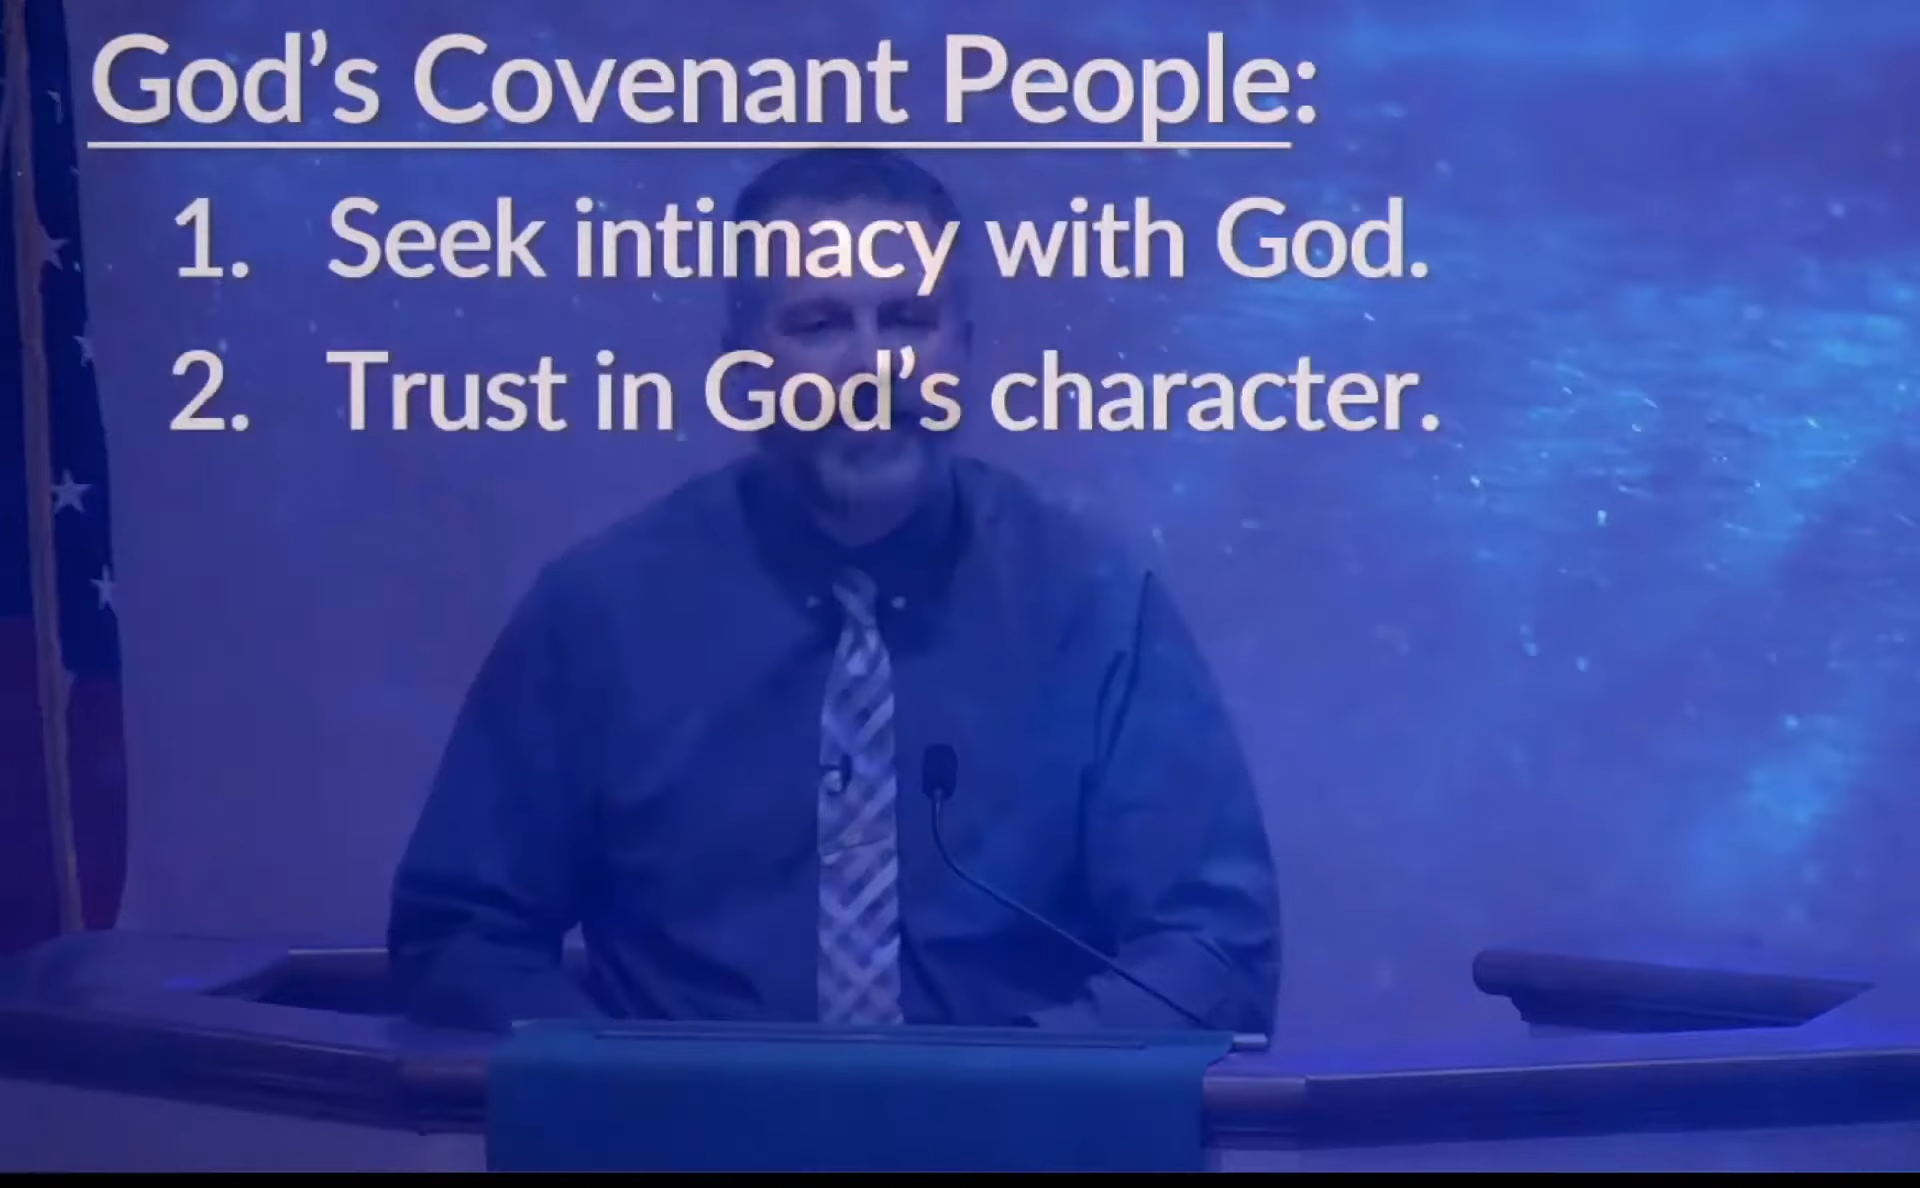 God’s Covenant People:
1. Seek intimacy with God.
2. Trust in God’s character.